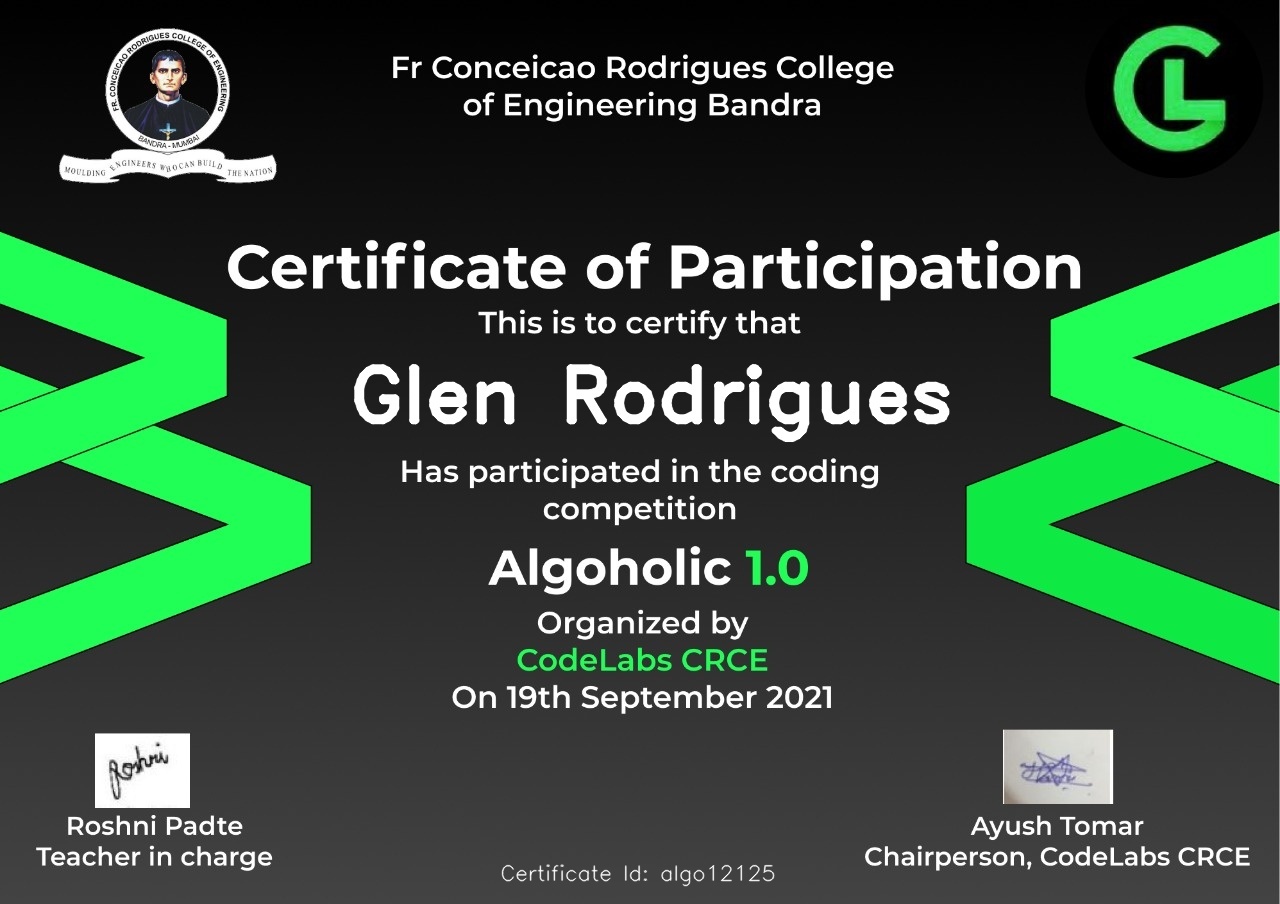 FR. CONCEICAO RODRIGUES COLLEGE OF ENGINEERING
BANDRA - MUMBAI
MOULDING ENGINEERS WHO CAN BUILD THE NATION
Fr Conceicao Rodrigues College
of Engineering Bandra
CL
Certificate of Participation
This is to certify that
Glen Rodrigues
Has participated in the coding
competition
Algoholic 1.0
Organized by
CodeLabs CRCE
On 19th September 2021
Roshni
Roshni Padte
Teacher in charge
Ayush Tomar
Chairperson, CodeLabs CRCE
Certificate Id: algo12125